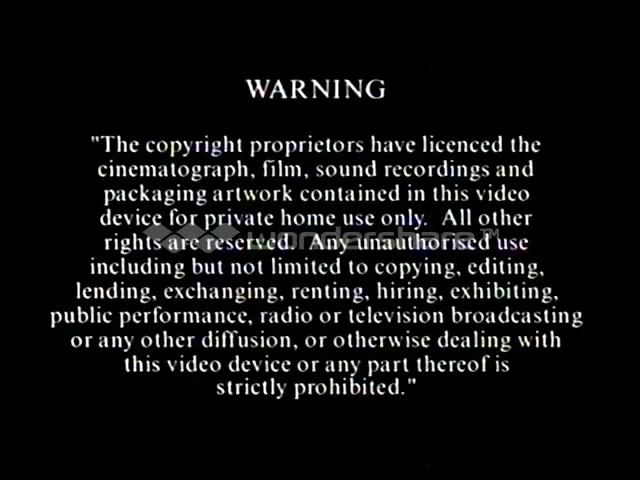 WARNING
"The copyright proprietors have licenced the
cinematograph, film, sound recordings and
packaging artwork contained in this video
device for private home use only.  All other
rights are reserved.  Any unauthorised use
wondershare™
including but not limited to copying, editing,
lending, exchanging, renting, hiring, exhibiting,
public performance, radio or television broadcasting
or any other diffusion, or otherwise dealing with
this video device or any part thereof is
strictly prohibited."